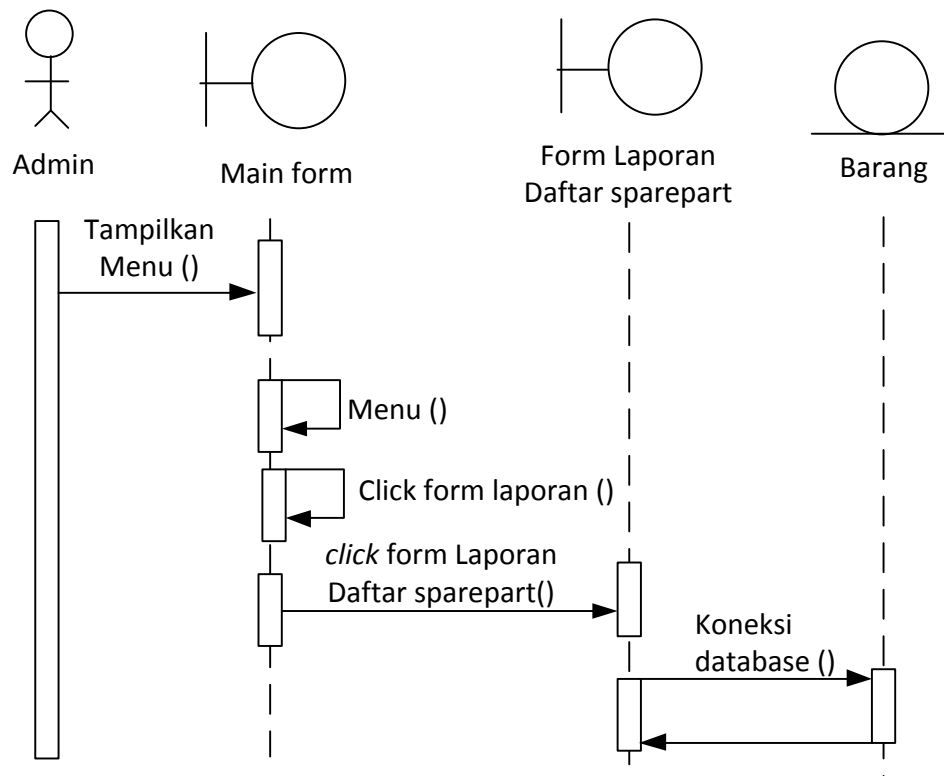 Admin
Main form
Form Laporan
Daftar sparepart
Barang
Tampilkan
Menu ()
Menu ()
Click form laporan ()
click form Laporan
Daftar sparepart()
Koneksi
database ()